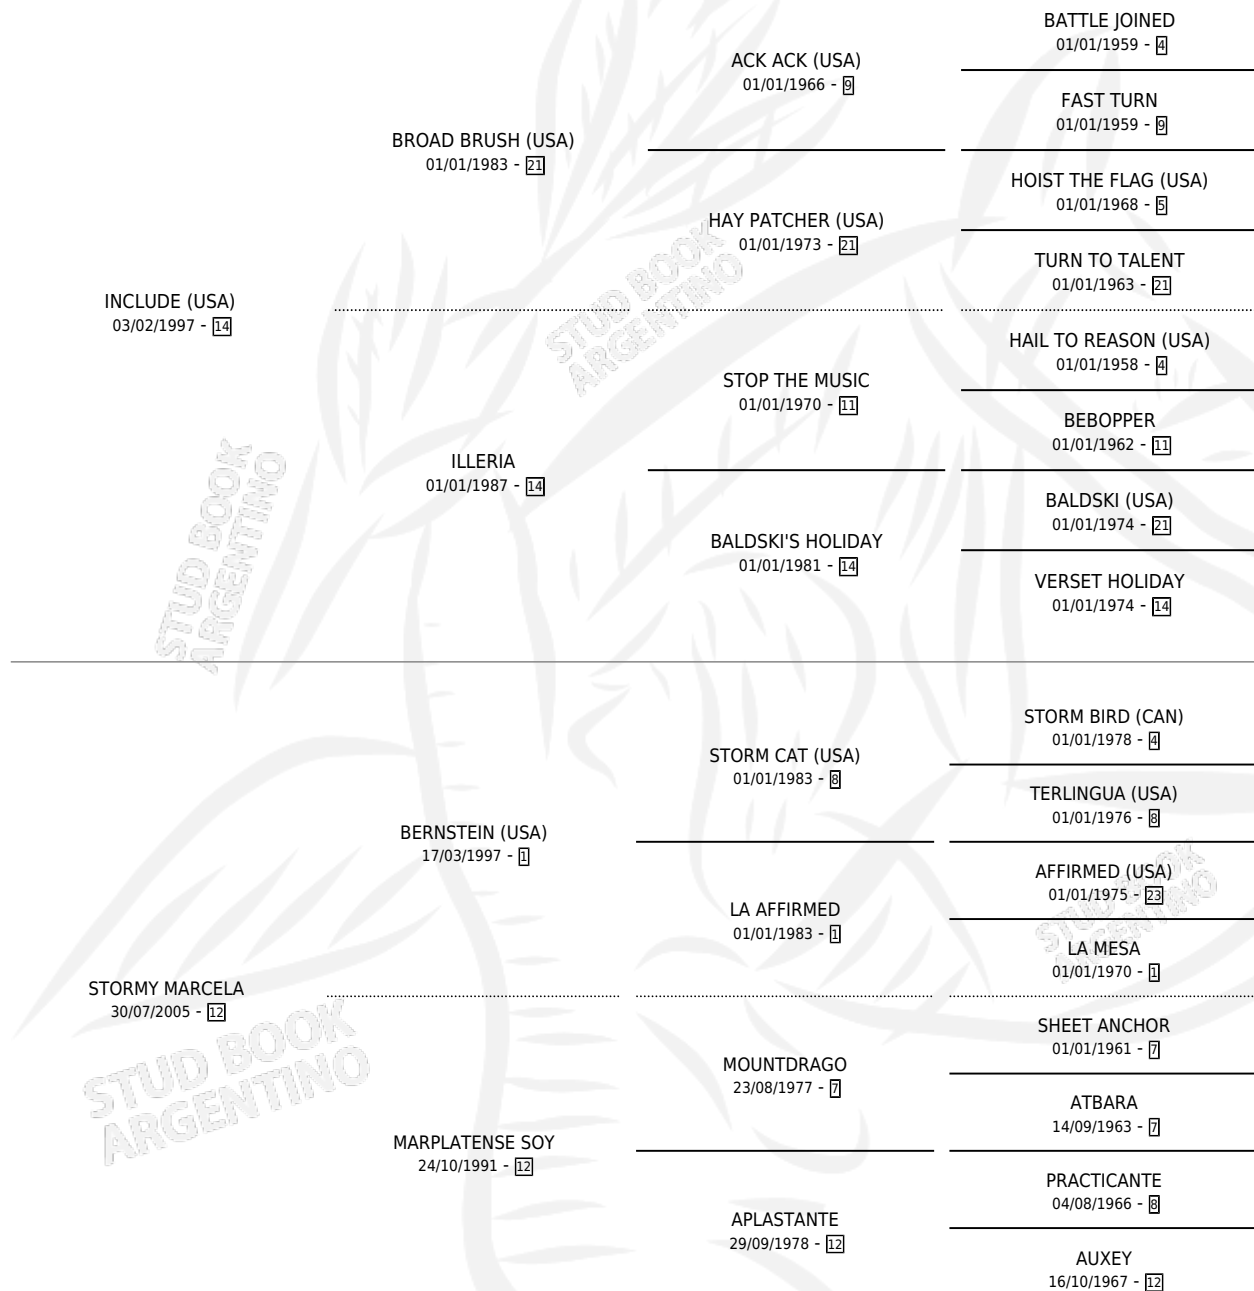 BATTLE JOINED
01/01/1959 - 4
ACK ACK (USA)
01/01/1966 - 9
FAST TURN
01/01/1959 - 9
BROAD BRUSH (USA)
01/01/1983 - 21
HOIST THE FLAG (USA)
01/01/1968 - 5
HAY PATCHER (USA)
01/01/1973 - 21
TURN TO TALENT
01/01/1963 - 21
INCLUDE (USA)
03/02/1997 - 14
HAIL TO REASON (USA)
01/01/1958 - 4
STOP THE MUSIC
01/01/1970 - 11
BEBOPPER
01/01/1962 - 11
ILLERIA
01/01/1987 - 14
BALDSKI (USA)
01/01/1974 - 21
BALDSKI'S HOLIDAY
01/01/1981 - 14
VERSET HOLIDAY
01/01/1974 - 14
STORM BIRD (CAN)
01/01/1978 - 4
STORM CAT (USA)
01/01/1983 - 8
TERLINGUA (USA)
01/01/1976 - 8
BERNSTEIN (USA)
17/03/1997 - 1
AFFIRMED (USA)
01/01/1975 - 23
LA AFFIRMED
01/01/1983 - 1
LA MESA
01/01/1970 - 1
STORMY MARCELA
30/07/2005 - 12
SHEET ANCHOR
01/01/1961 - 7
MOUNTDRAGO
23/08/1977 - 7
ATBARA
14/09/1963 - 7
MARPLATENSE SOY
24/10/1991 - 12
PRACTICANTE
04/08/1966 - 8
APLASTANTE
29/09/1978 - 12
AUXEY
16/10/1967 - 12
STUD BOOK
ARGENTINO
STUD BOOK
ARGENTINO
STUD BOOK
ARGENTINO
STUD BOOK
ARGENTINO